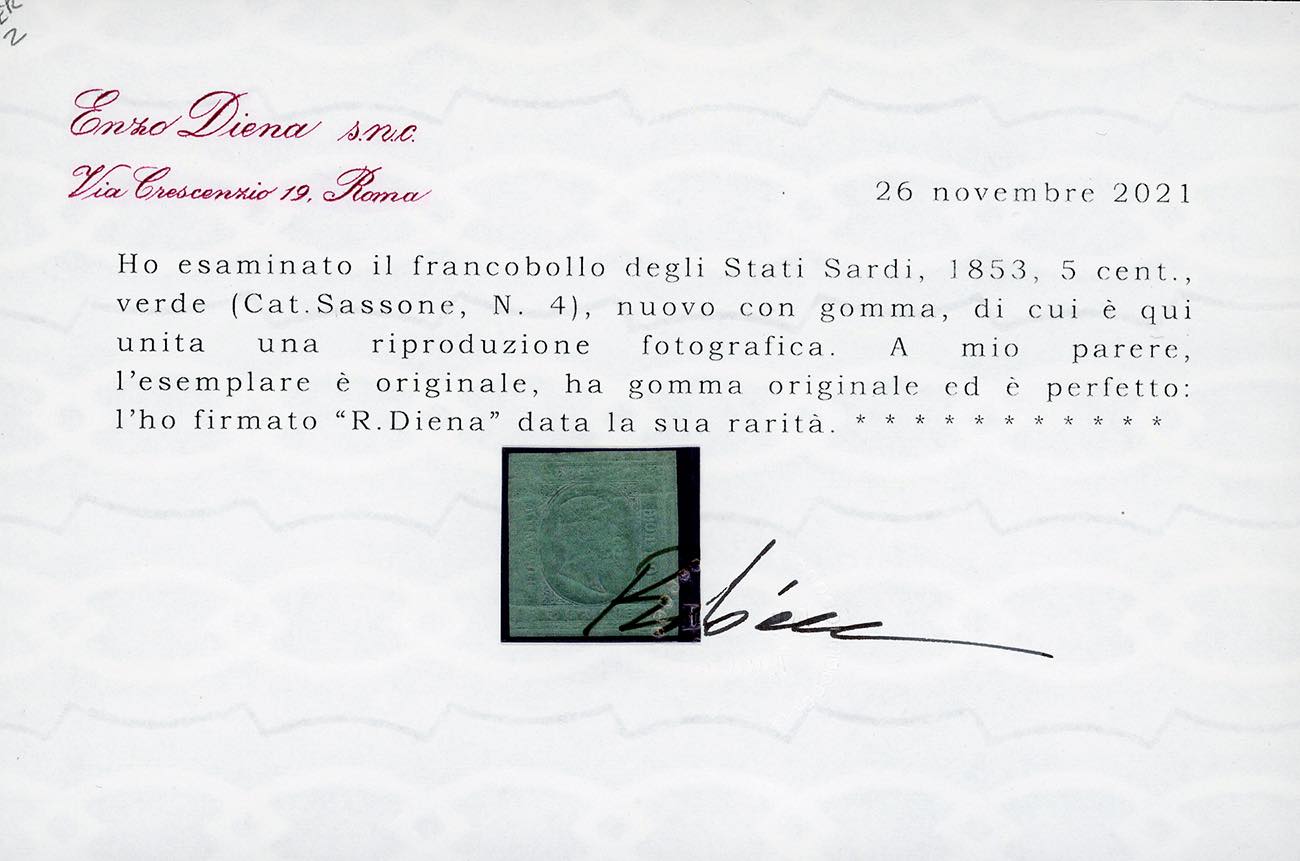 ER
2
Enzo Diena s.n.c.
Via Crescenzio 19, Roma
26 novembre 2021
Ho esaminato il francobollo degli Stati Sardi, 1853, 5 cent.,
verde (Cat.Sassone, N. 4), nuovo con gomma, di cui è qui
unita una riproduzione fotografica. A mio parere,
l'esemplare è originale, ha gomma originale ed è perfetto:
l'ho firmato “R.Diena” data la sua rarità. * * * * * * * * * * *